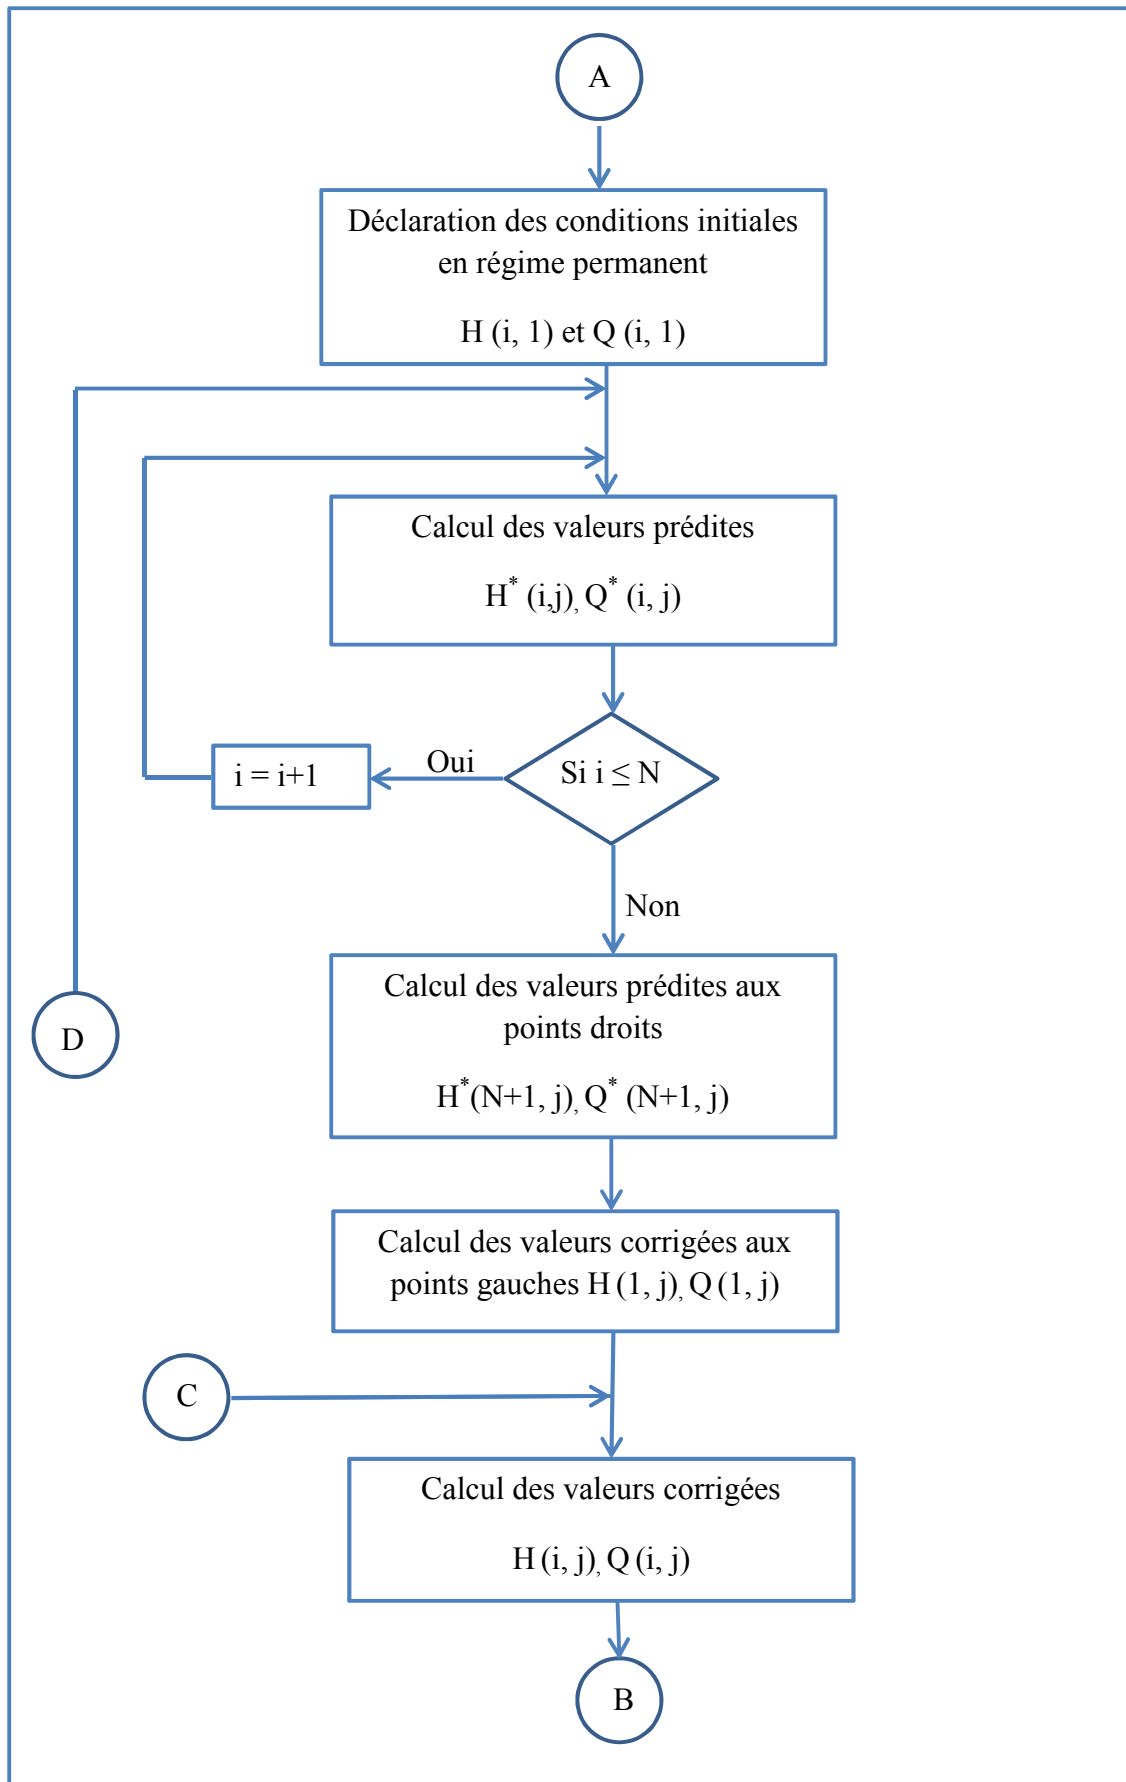 A
Déclaration des conditions initiales
en régime permanent
H (i, 1) et Q (i, 1)
Calcul des valeurs prédites
H* (i,j), Q* (i, j)
Si i ≤ N
Oui
i = i+1
Non
Calcul des valeurs prédites aux
points droits
H*(N+1, j), Q* (N+1, j)
D
Calcul des valeurs corrigées aux
points gauches H (1, j), Q (1, j)
C
Calcul des valeurs corrigées
H (i, j), Q (i, j)
B